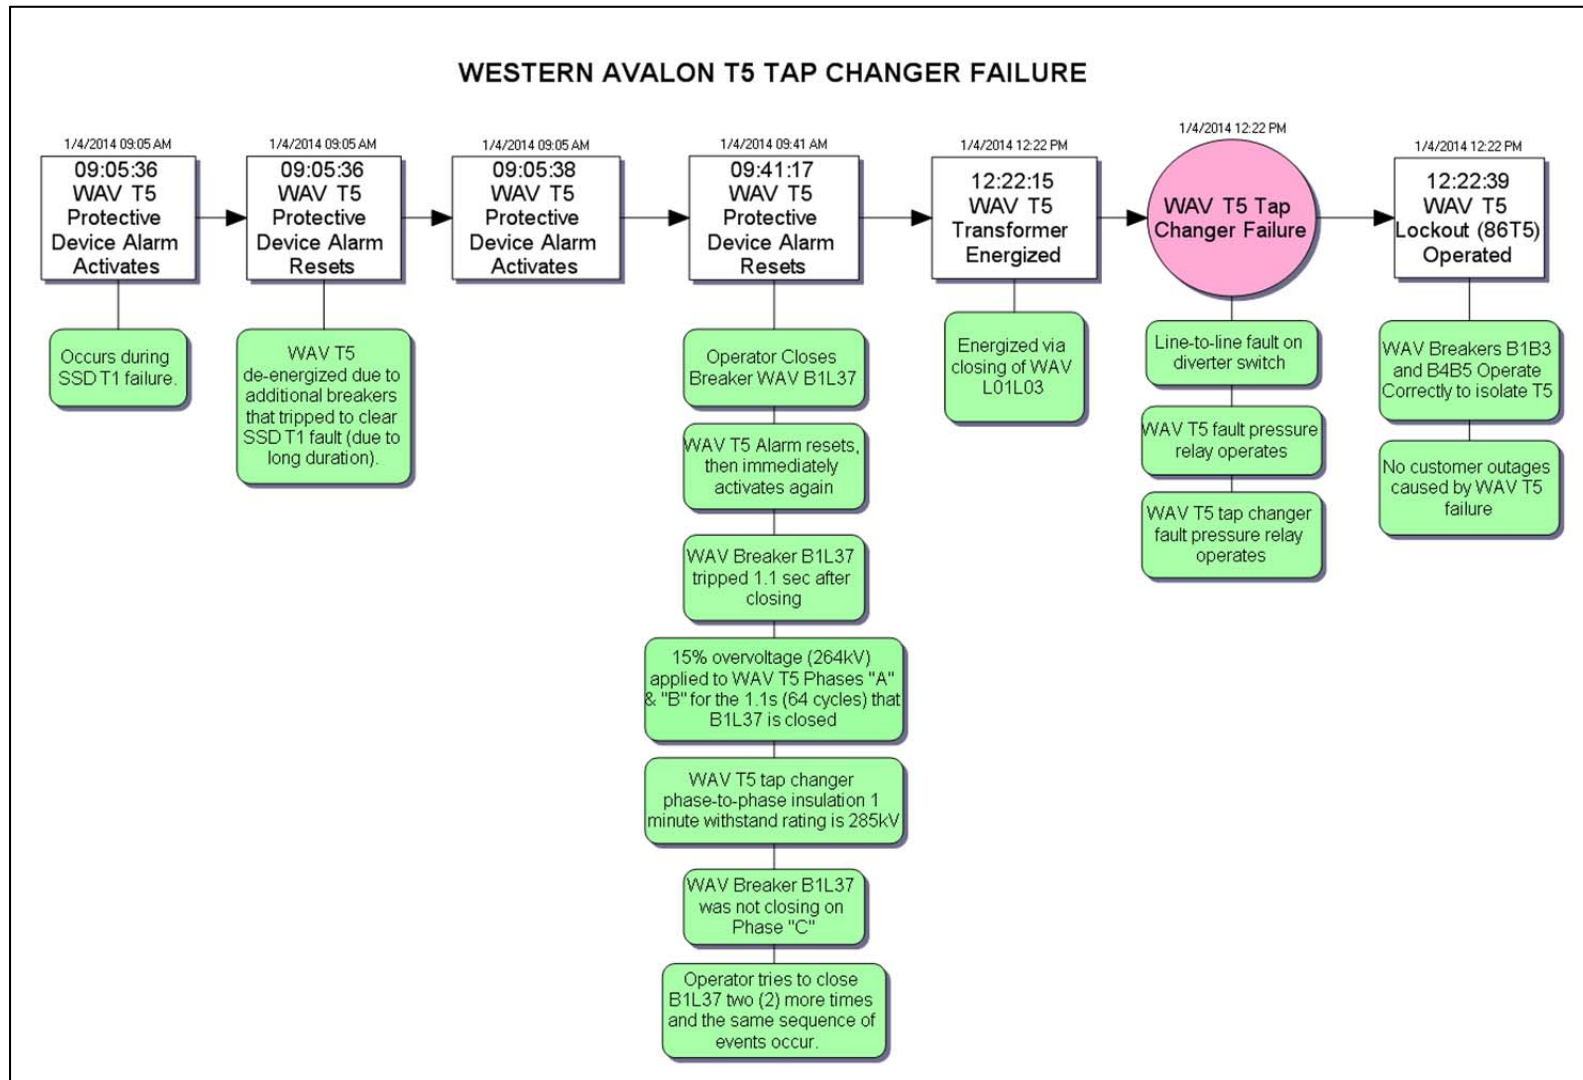 WESTERN AVALON T5 TAP CHANGER FAILURE
1/4/2014 09:05 AM
09:05:36
WAV T5
Protective
Device Alarm
Activates
Occurs during
SSD T1 failure.
1/4/2014 09:05 AM
09:05:36
WAV T5
Protective
Device Alarm
Resets
WAV T5
de-energized due to
additional breakers
that tripped to clear
SSD T1 fault (due to
long duration).
1/4/2014 09:05 AM
09:05:38
WAV T5
Protective
Device Alarm
Activates
1/4/2014 09:41 AM
09:41:17
WAV T5
Protective
Device Alarm
Resets
Operator Closes
Breaker WAV B1L37
WAV T5 Alarm resets,
then immediately
activates again
WAV Breaker B1L37
tripped 1.1 sec after
closing
15% overvoltage (264kV)
applied to WAV T5 Phases "A"
& "B" for the 1.1s (64 cycles) that
B1L37 is closed
WAV T5 tap changer
phase-to-phase insulation 1
minute withstand rating is 285kV
WAV Breaker B1L37
was not closing on
Phase "C"
Operator tries to close
B1L37 two (2) more times
and the same sequence of
events occur.
1/4/2014 12:22 PM
12:22:15
WAV T5
Transformer
Energized
Energized via
closing of WAV
L01L03
1/4/2014 12:22 PM
WAV T5 Tap
Changer Failure
Line-to-line fault on
diverter switch
WAV T5 fault pressure
relay operates
WAV T5 tap changer
fault pressure relay
operates
1/4/2014 12:22 PM
12:22:39
WAV T5
Lockout (86T5)
Operated
WAV Breakers B1B3
and B4B5 Operate
Correctly to isolate T5
No customer outages
caused by WAV T5
failure